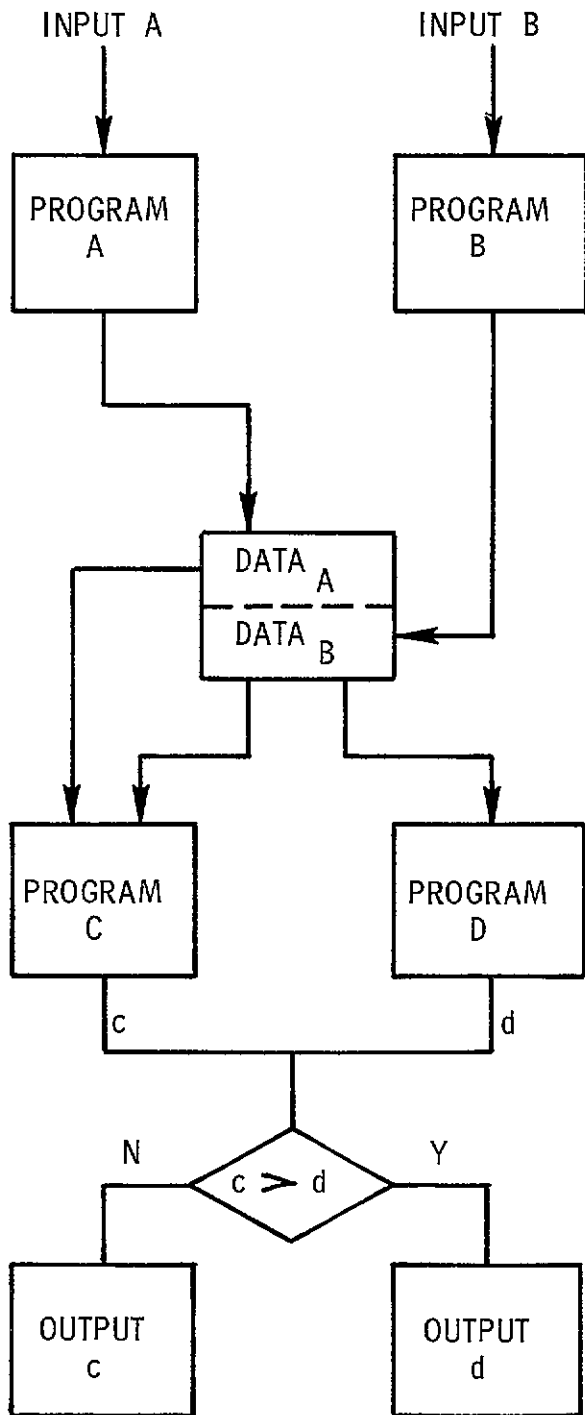 INPUT A
INPUT B
PROGRAM
A
PROGRAM
B
DATA A
DATA B
PROGRAM
C
PROGRAM
D
c
d
N
Y
c > d
OUTPUT
c
OUTPUT
d